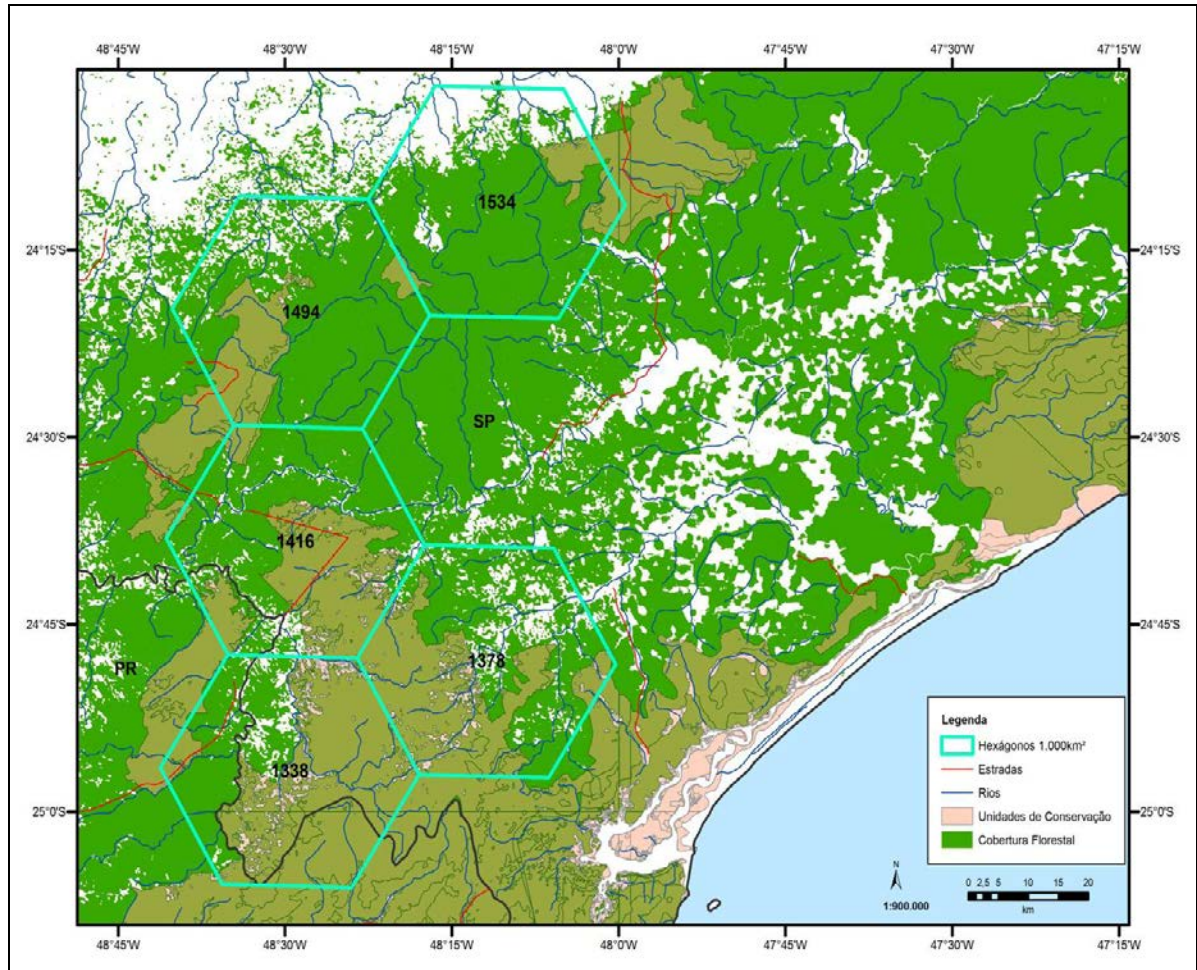 48°45'W 48°30'W 48°15'W 48°0'W 47°45'W 47°30'W 47°15'W
1534
24°15'S 24°15'S
1494
SP
24°30'S 24°30'S
1416
24°45'S 24°45'S
1378
PR
1338
25°0'S 25°0'S
Legenda
Hexágonos 1.000km²
Estradas
Rios
Unidades de Conservação
Cobertura Florestal
N
1:900.000
0 2,5 5 10 15 20
km
48°45'W 48°30'W 48°15'W 48°0'W 47°45'W 47°30'W 47°15'W